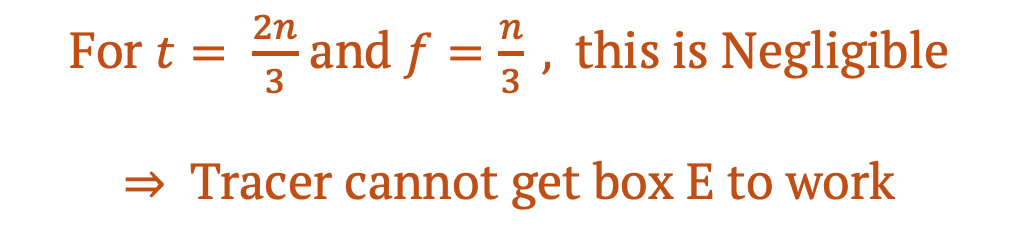 For t = 2n/3 and f = n/3 , this is Negligible
⇒ Tracer cannot get box E to work